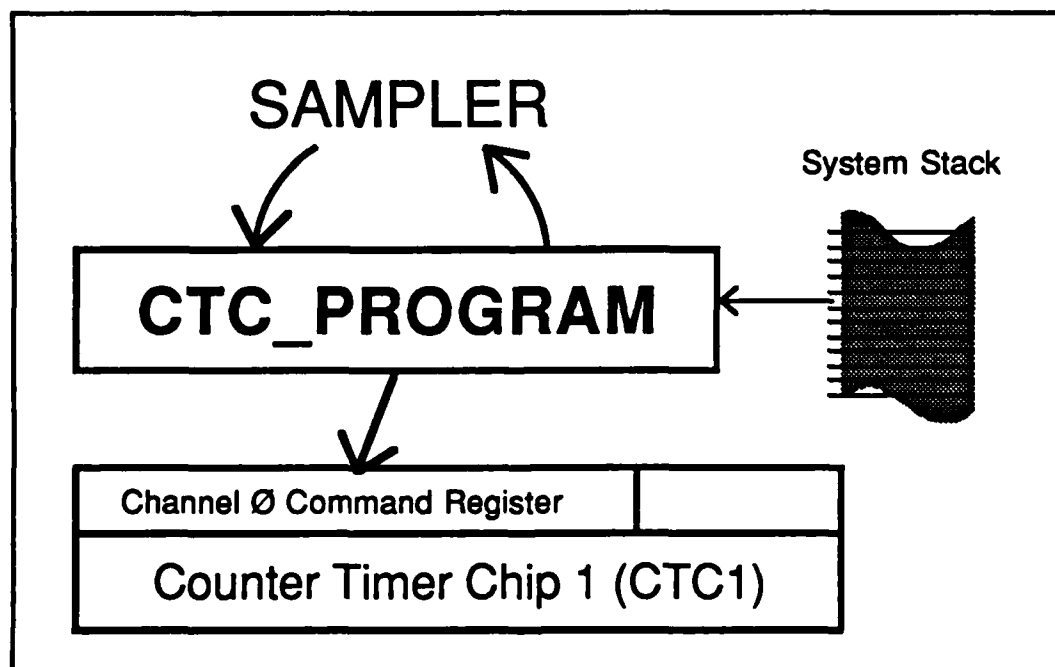 SAMPLER
System Stack
CTC_PROGRAM
Channel Ø Command Register
Counter Timer Chip 1 (CTC1)